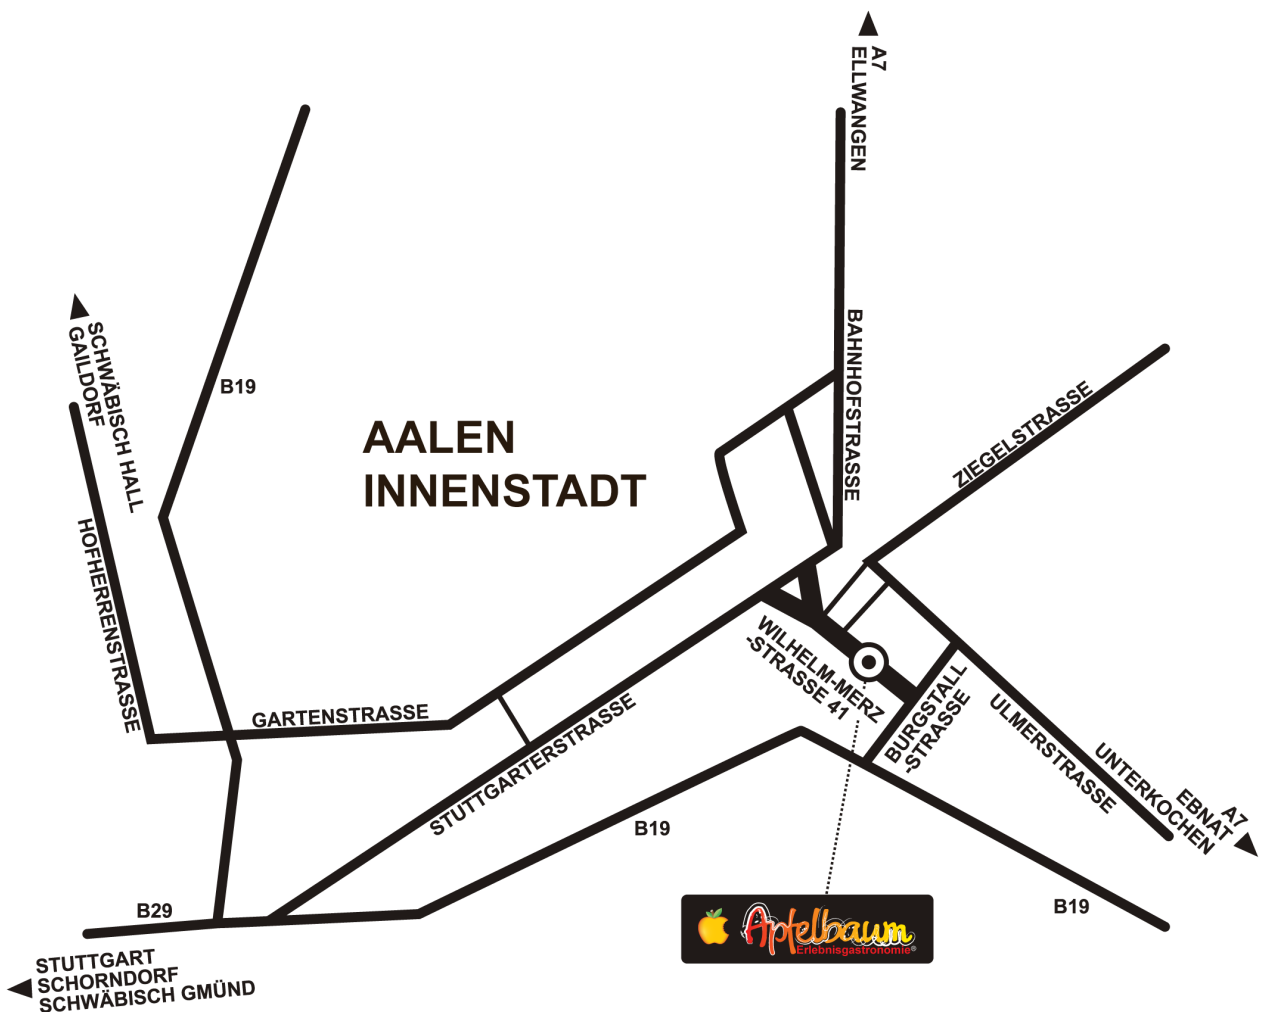 A7
ELLWANGEN
SCHWÄBISCH HALL
GAILDORF
B19
BAHNHOFSTRASSE
ZIEGELSTRASSE
AALEN
INNENSTADT
HOFHERRENSTRASSE
GARTENSTRASSE
STUTTGARTERSTRASSE
WILHELM-MERZ
-STRASSE 41
BURGSTALL
-STRASSE
ULMERSTRASSE
A7
EBNAT
UNTERKOCHEN
B19
B19
B29
Apfelbaum
Erlebnisgastronomie®
STUTTGART
SCHORNDORF
SCHWÄBISCH GMÜND